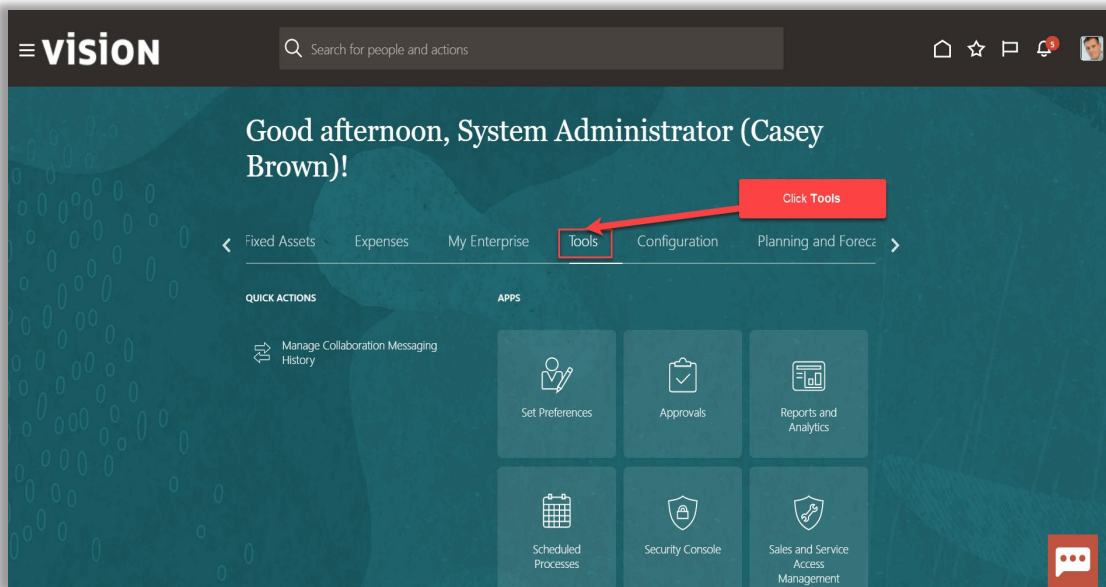 vision
Search for people and actions
5
Good afternoon, System Administrator (Casey
Brown)!
Click Tools
Fixed Assets Expenses My Enterprise Tools Configuration Planning and Foreca
QUICK ACTIONS
APPS
Manage Collaboration Messaging
History
Set Preferences
Approvals
Reports and
Analytics
Scheduled
Processes
Security Console
Sales and Service
Access
Management